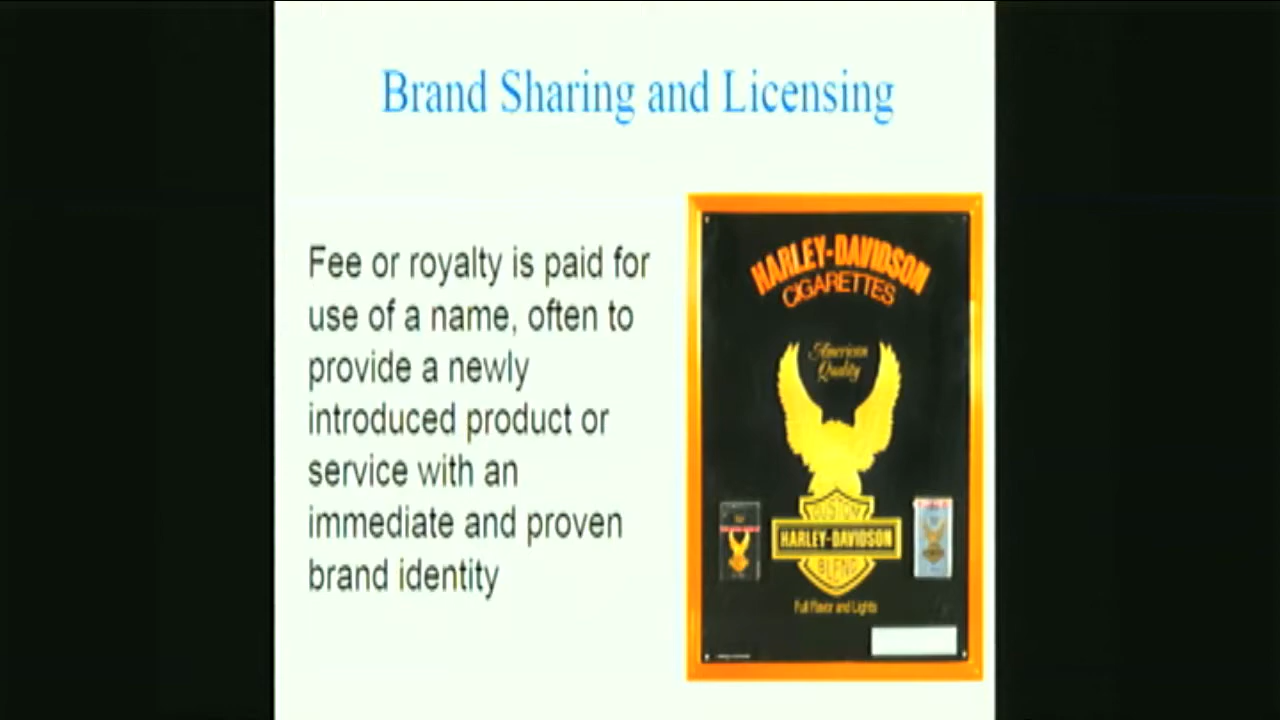 Brand Sharing and Licensing
Fee or royalty is paid for
use of a name, often to
provide a newly
introduced product or
service with an
immediate and proven
brand identity
HARLEY-DAVIDSON
CIGARETTES
American
Quality
CUSTOM
HARLEY-DAVIDSON
BLEND
Full Flavor and Lights